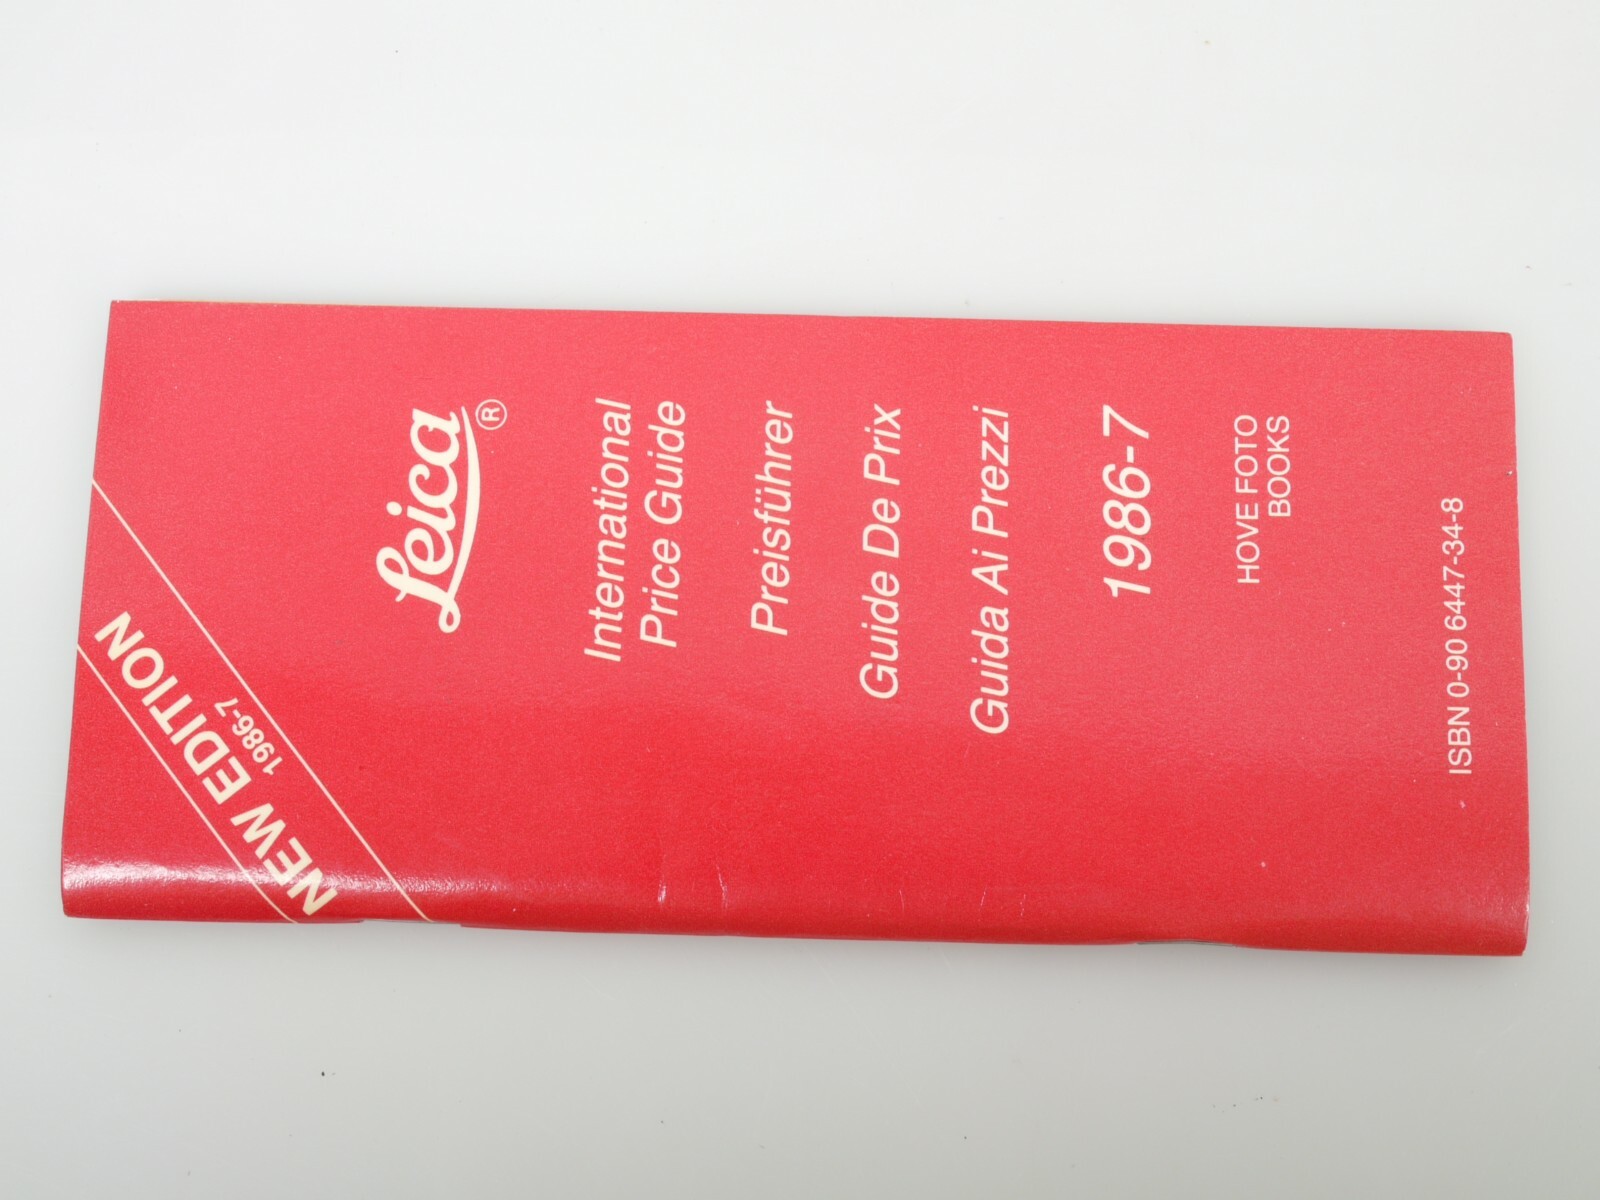 NEW EDITION
1986-7
Leica®
International
Price Guide
Preisführer
Guide De Prix
Guida Ai Prezzi
1986-7
HOVE FOTO
BOOKS
ISBN 0-90 6447-34-8